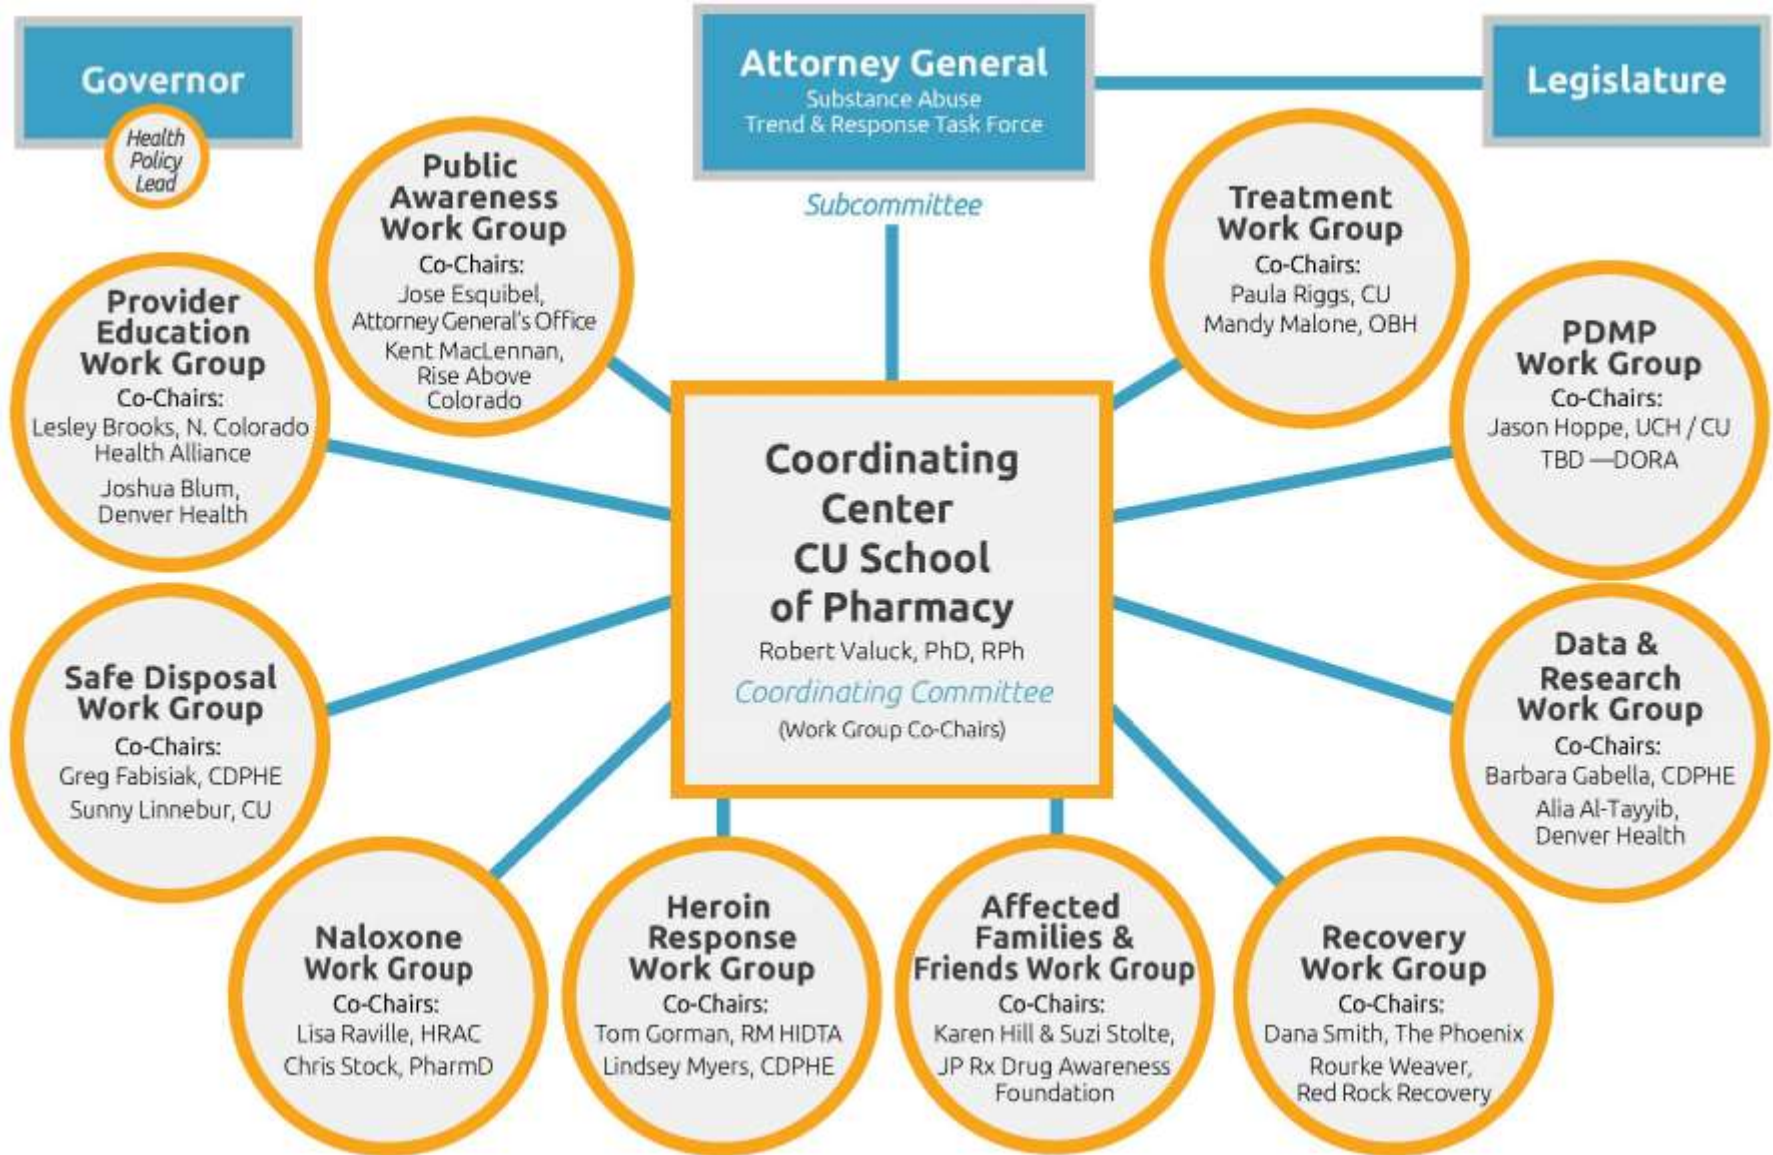 Governor
Health
Policy
Lead
Attorney General
Substance Abuse
Trend & Response Task Force
Legislature
Subcommittee
Public
Awareness
Work Group
Co-Chairs:
Jose Esquibel,
Attorney General's Office
Kent MacLennan,
Rise Above
Colorado
Treatment
Work Group
Co-Chairs:
Paula Riggs, CU
Mandy Malone, OBH
Provider
Education
Work Group
Co-Chairs:
Lesley Brooks, N. Colorado
Health Alliance
Joshua Blum,
Denver Health
PDMP
Work Group
Co-Chairs:
Jason Hoppe, UCH / CU
TBD —DORA
Coordinating
Center
CU School
of Pharmacy
Robert Valuck, PhD, RPh
Coordinating Committee
(Work Group Co-Chairs)
Safe Disposal
Work Group
Co-Chairs:
Greg Fabisiak, CDPHE
Sunny Linnebur, CU
Data &
Research
Work Group
Co-Chairs:
Barbara Gabella, CDPHE
Alia Al-Tayyib,
Denver Health
Naloxone
Work Group
Co-Chairs:
Lisa Raville, HRAC
Chris Stock, PharmD
Heroin
Response
Work Group
Co-Chairs:
Tom Gorman, RM HIDTA
Lindsey Myers, CDPHE
Affected
Families &
Friends Work Group
Co-Chairs:
Karen Hill & Suzi Stolte,
JP Rx Drug Awareness
Foundation
Recovery
Work Group
Co-Chairs:
Dana Smith, The Phoenix
Rourke Weaver,
Red Rock Recovery